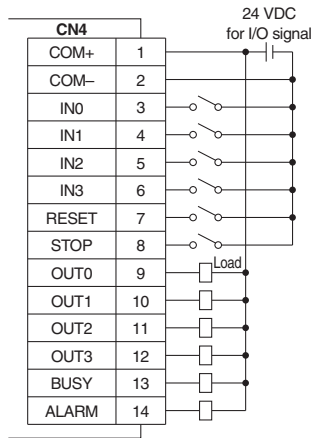 24 VDC
for I/O signal
CN4
COM+ 1
COM– 2
IN0 3
IN1 4
IN2 5
IN3 6
RESET 7
STOP 8
OUT0 9 Load
OUT1 10
OUT2 11
OUT3 12
BUSY 13
ALARM 14